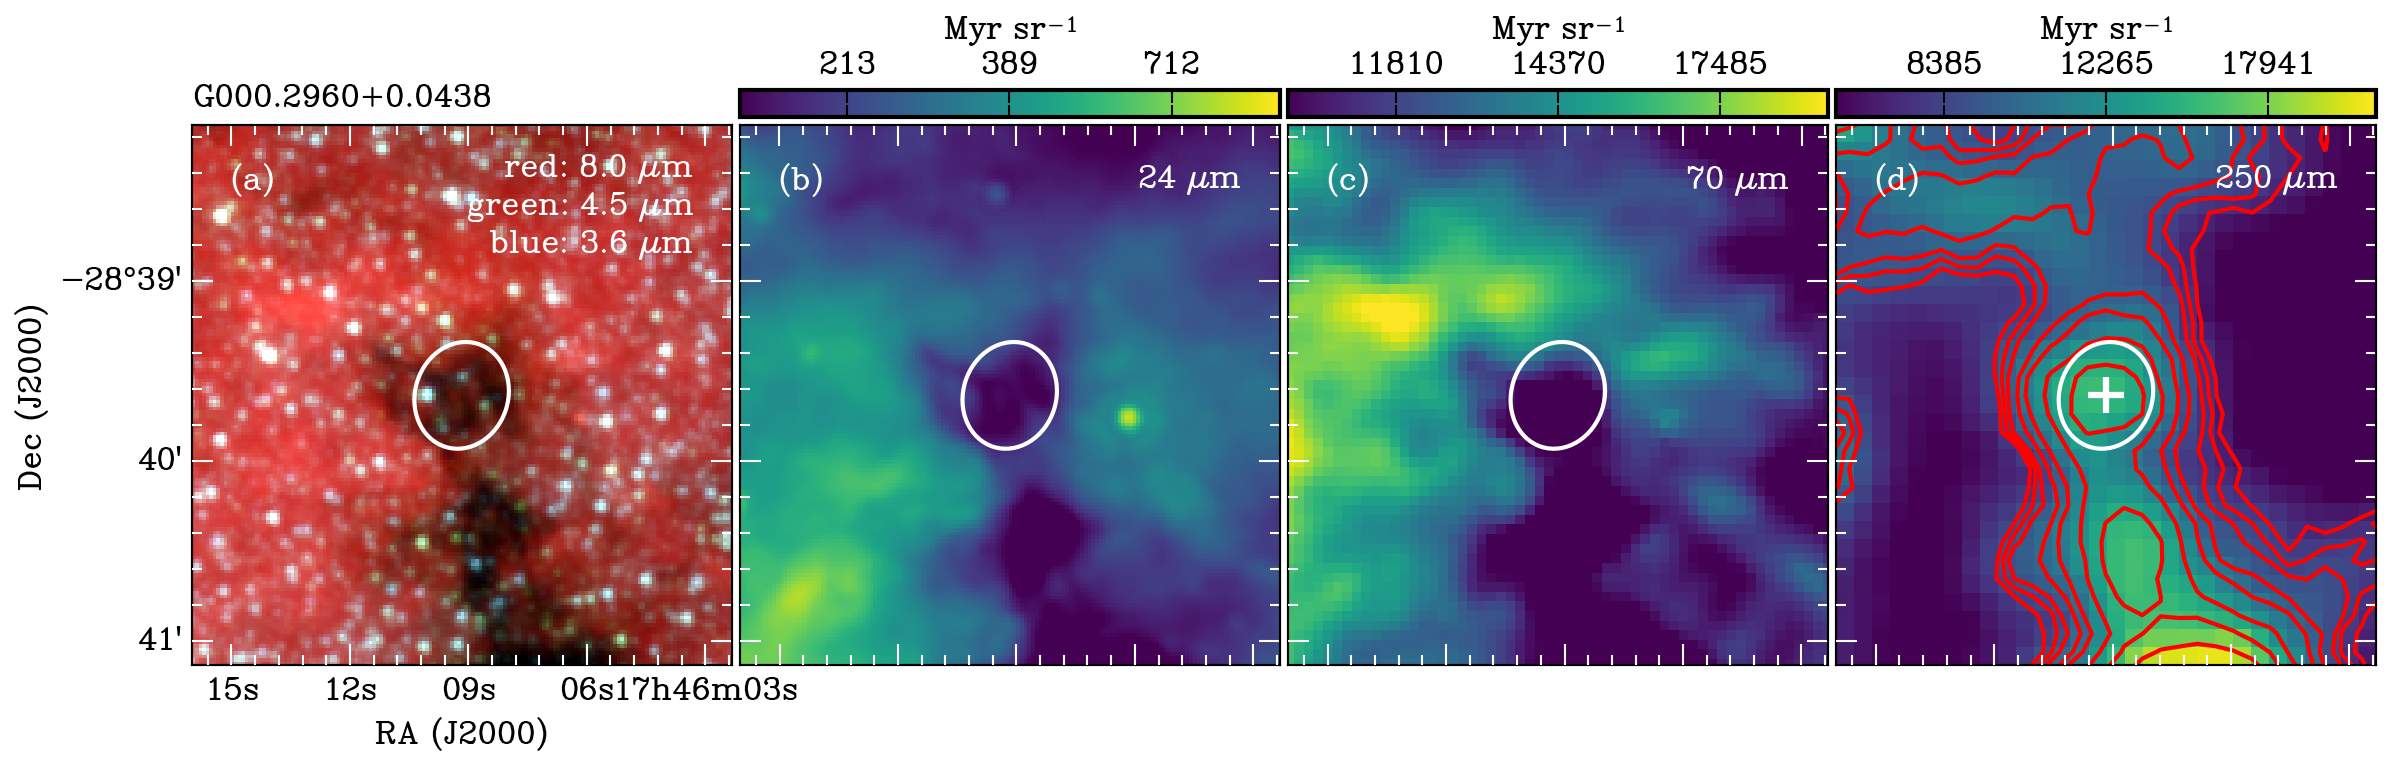 Myr sr⁻¹ Myr sr⁻¹ Myr sr⁻¹
213 389 712 11810 14370 17485 8385 12265 17941
G000.2960+0.0438
(a) red: 8.0 μm
green: 4.5 μm
blue: 3.6 μm
(b) 24 μm
(c) 70 μm
(d) 250 μm
Dec (J2000)
−28°39'
40'
41'
15s 12s 09s 06s17h46m03s
RA (J2000)